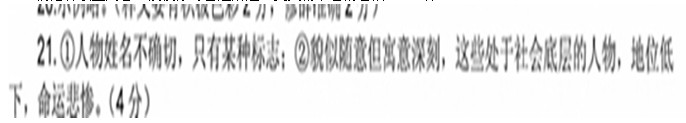 21.①人物姓名不确切，只有某种标志；②貌似随意但寓意深刻，这些处于社会底层的人物，地位低
下，命运悲惨。(4分)